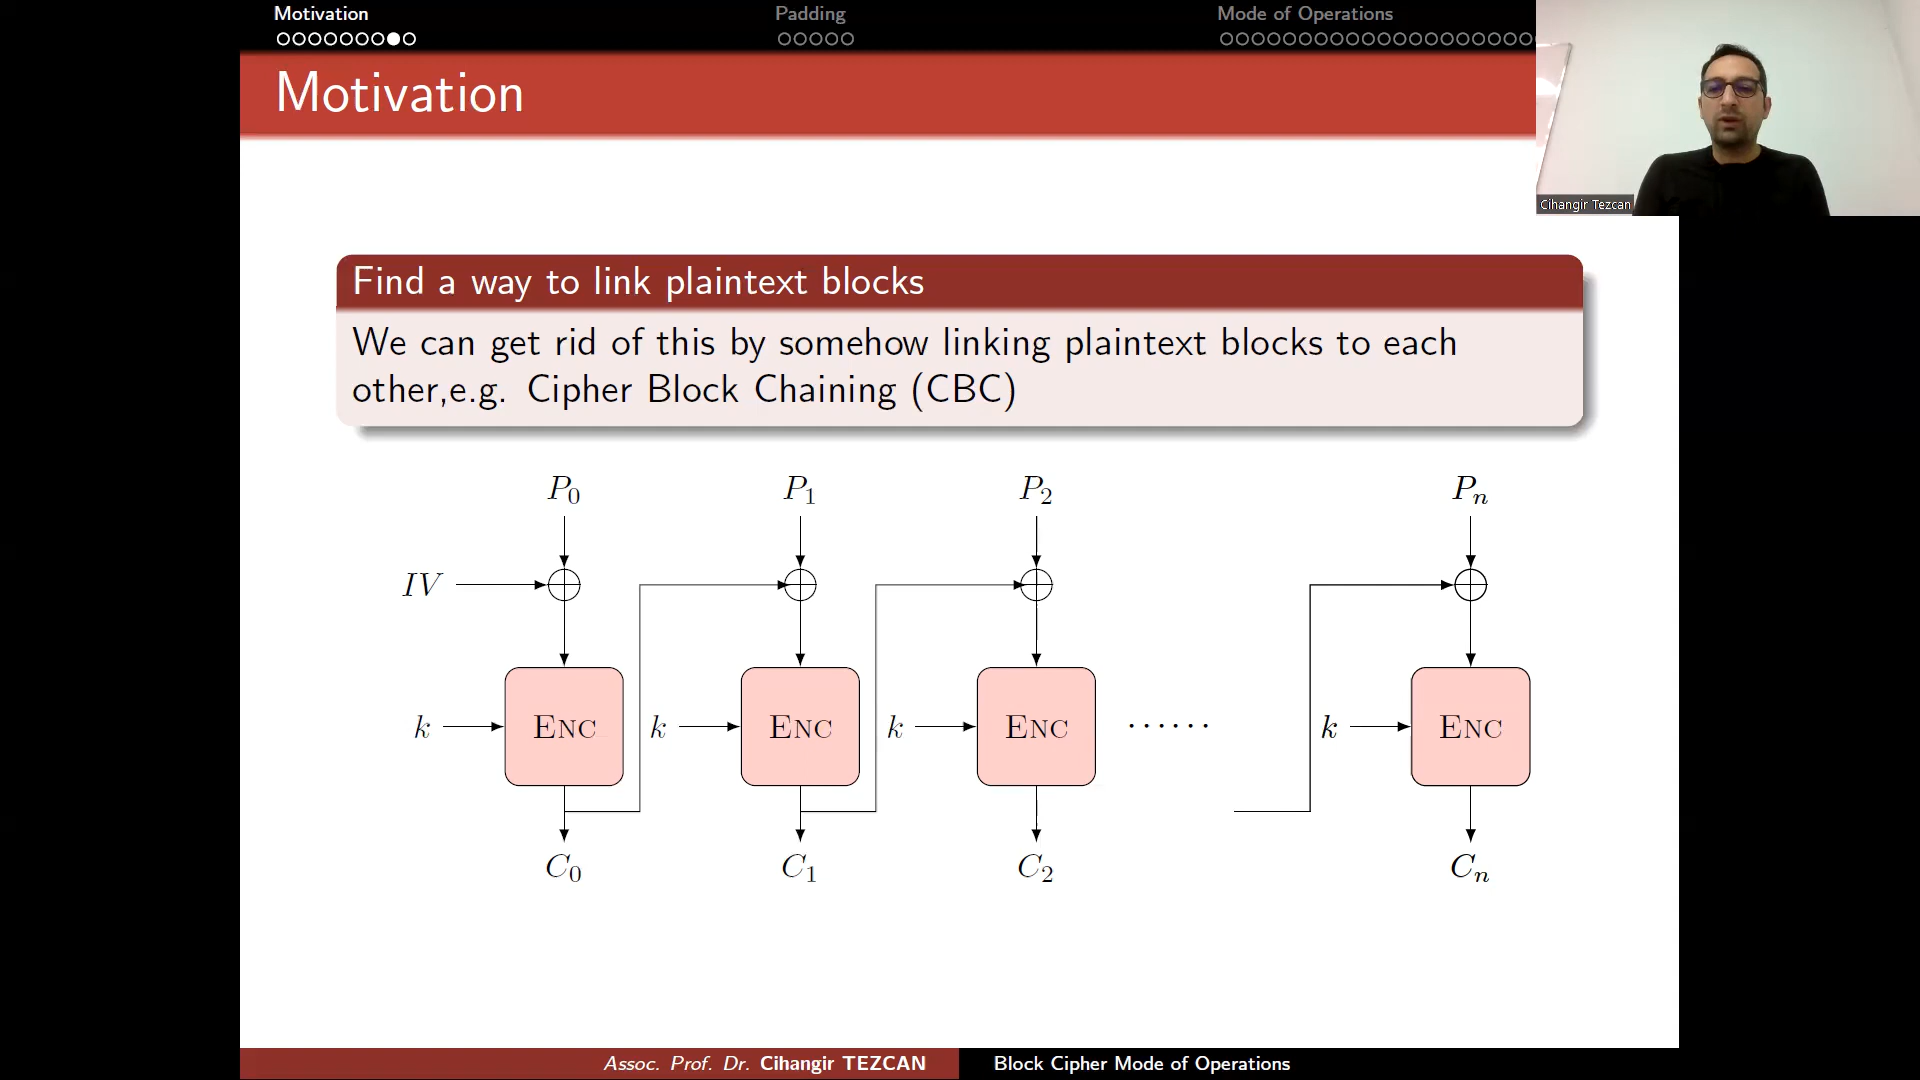 Motivation Padding Mode of Operations
Motivation
Cihangir Tezcan
Find a way to link plaintext blocks
We can get rid of this by somehow linking plaintext blocks to each
other,e.g. Cipher Block Chaining (CBC)
P0 P1 P2 Pn
IV
k ENC k ENC k ENC ...... k ENC
C0 C1 C2 Cn
Assoc. Prof. Dr. Cihangir TEZCAN Block Cipher Mode of Operations